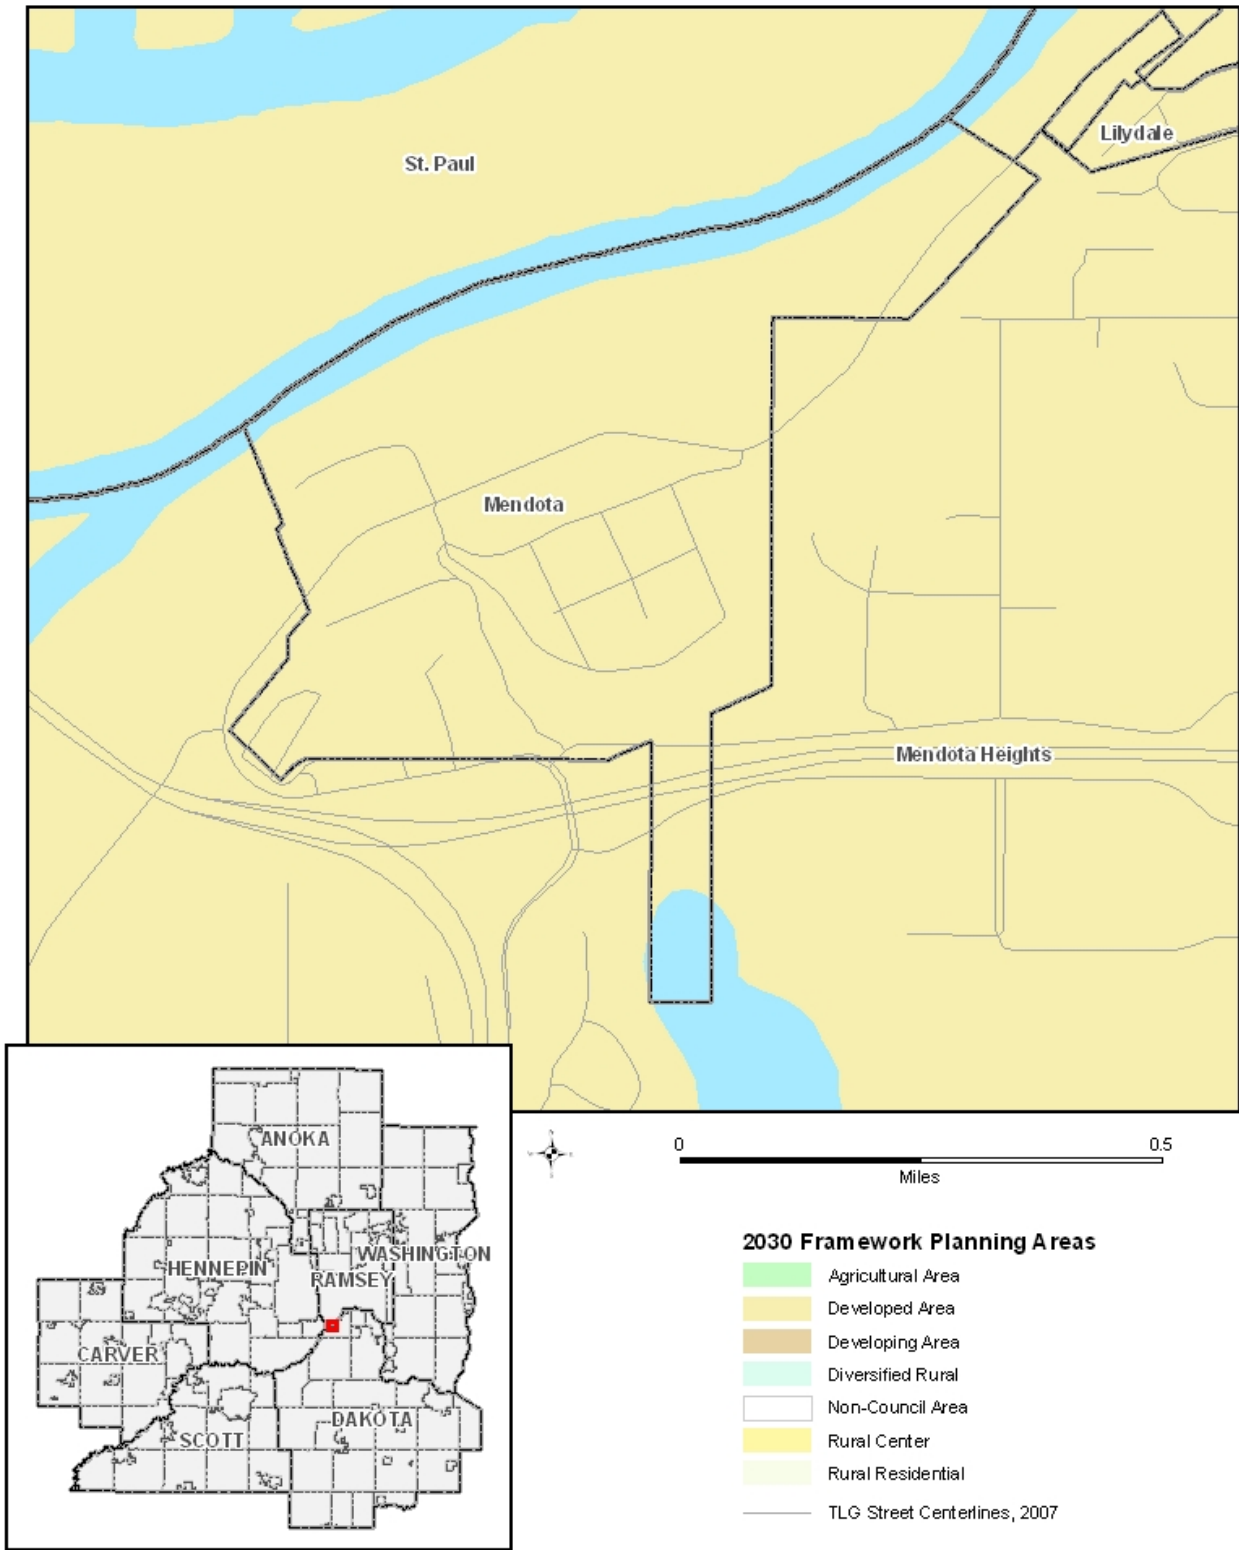 St. Paul
Lilydale
Mendota
Mendota Heights
ANOKA
WASHINGTON
HENNEPIN
RAMSEY
CARVER
DAKOTA
SCOTT
0 0.5
Miles
2030 Framework Planning Areas
Agricultural Area
Developed Area
Developing Area
Diversified Rural
Non-Council Area
Rural Center
Rural Residential
TLG Street Centerlines, 2007